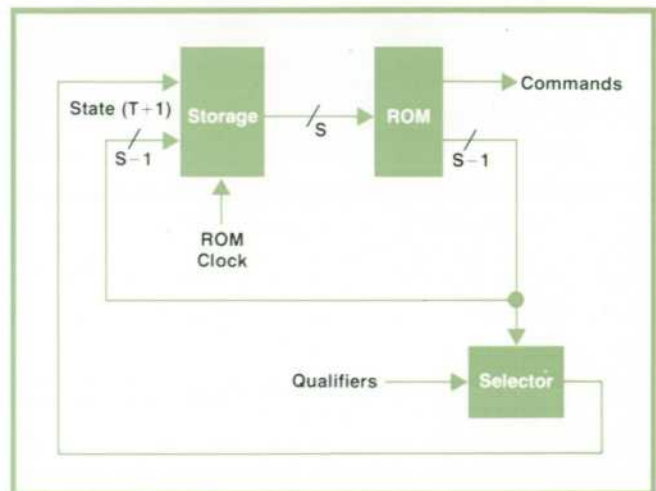 Commands
State (T+1)
Storage
S
ROM
S−1
S−1
ROM
Clock
Qualifiers
Selector